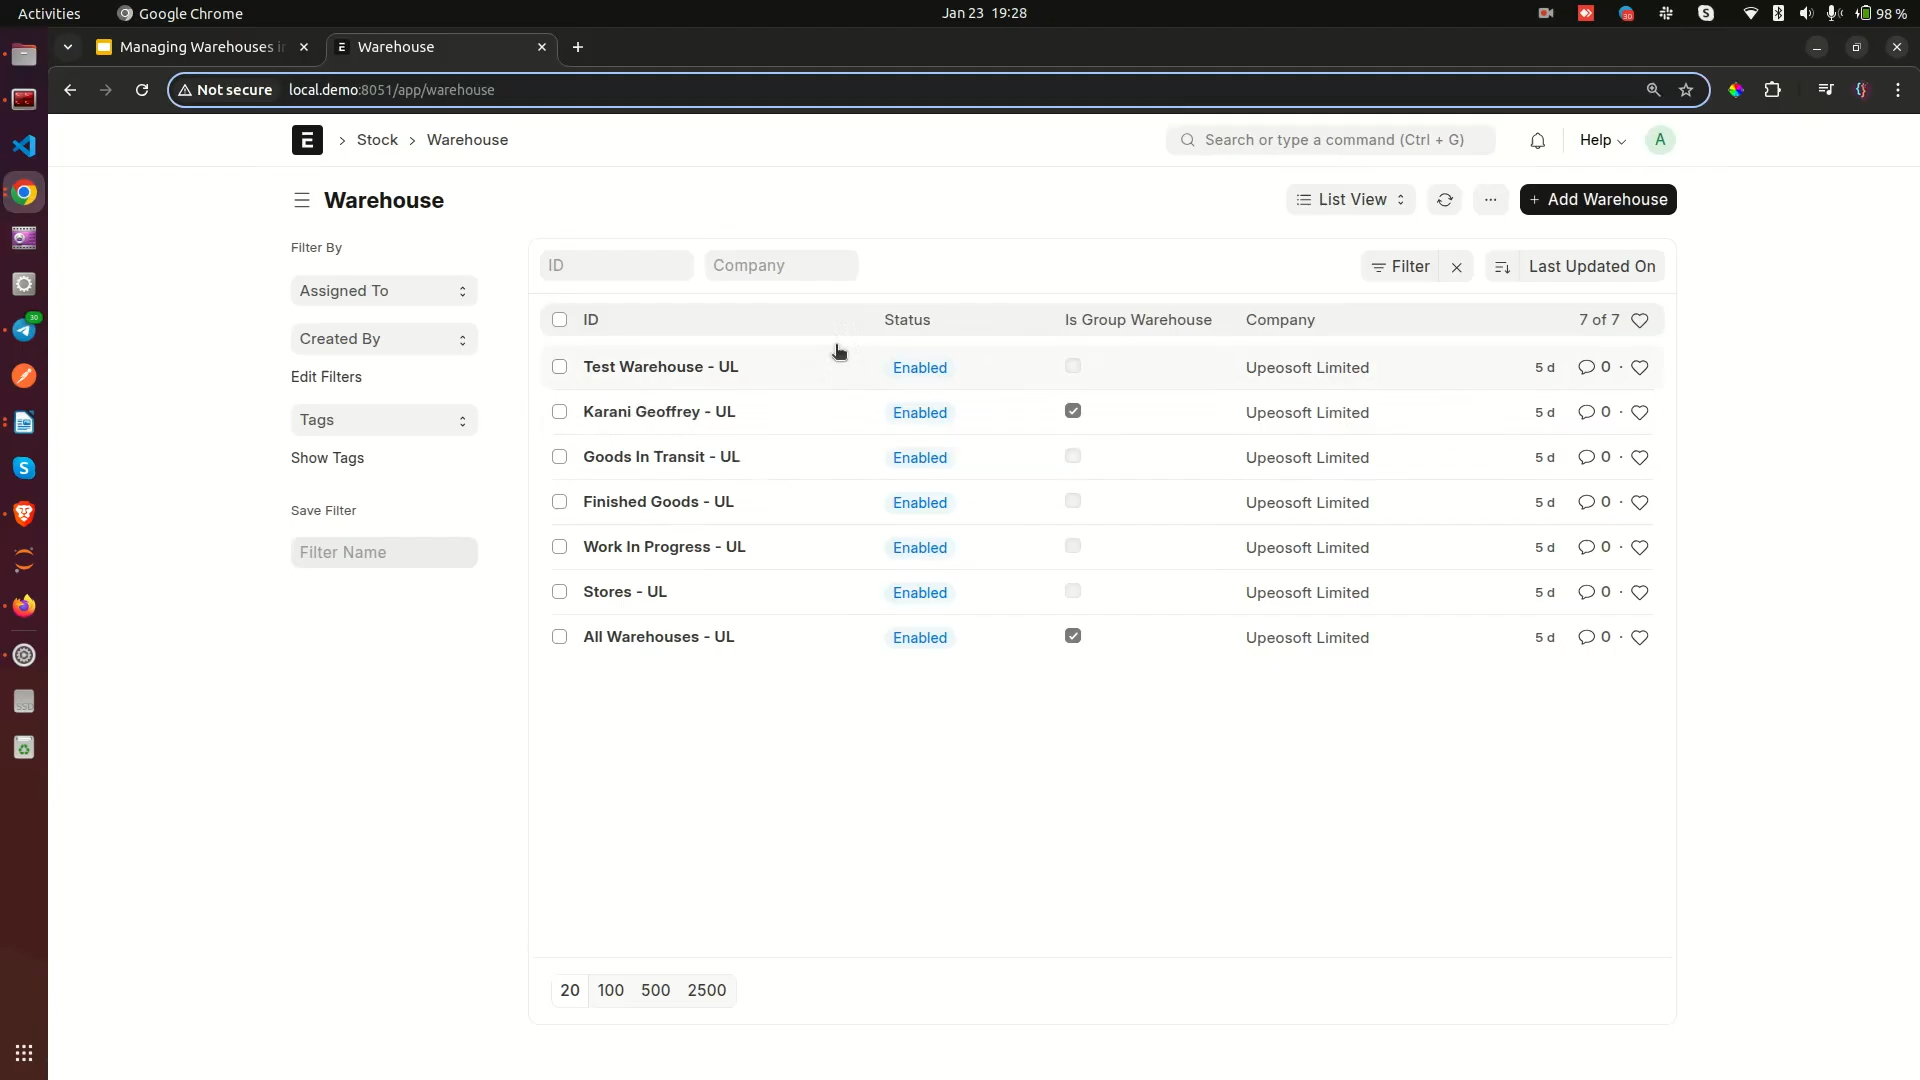 Activities
Google Chrome
Jan 23 19:28
30
98 %
Managing Warehouses i
Warehouse
Not secure
local.demo:8051/app/warehouse
Stock
Warehouse
Search or type a command (Ctrl + G)
Help
A
Warehouse
List View
+ Add Warehouse
Filter By
Assigned To
Created By
Edit Filters
Tags
Show Tags
Save Filter
Filter Name
ID
Company
Filter
Last Updated On
ID Status Is Group Warehouse Company 7 of 7
Test Warehouse - UL Enabled Upeosoft Limited 5 d 0
Karani Geoffrey - UL Enabled Upeosoft Limited 5 d 0
Goods In Transit - UL Enabled Upeosoft Limited 5 d 0
Finished Goods - UL Enabled Upeosoft Limited 5 d 0
Work In Progress - UL Enabled Upeosoft Limited 5 d 0
Stores - UL Enabled Upeosoft Limited 5 d 0
All Warehouses - UL Enabled Upeosoft Limited 5 d 0
20 100 500 2500
30
SSD